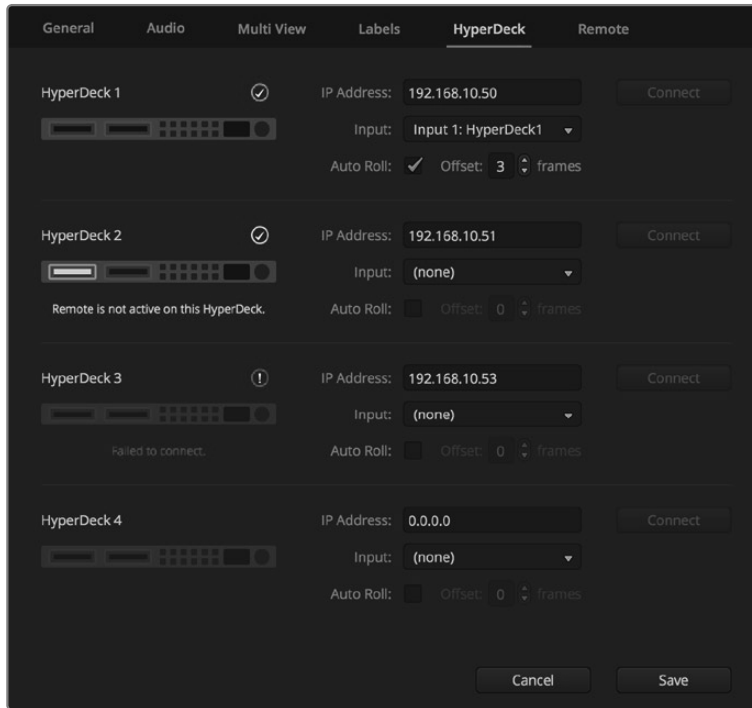 General Audio Multi View Labels HyperDeck Remote
HyperDeck 1 IP Address: 192.168.10.50 Connect
Input: Input 1: HyperDeck1
Auto Roll: Offset: 3 frames
HyperDeck 2 IP Address: 192.168.10.51 Connect
Input: (none)
Remote is not active on this HyperDeck. Auto Roll: Offset: 0 frames
HyperDeck 3 IP Address: 192.168.10.53 Connect
Input: (none)
Failed to connect. Auto Roll: Offset: 0 frames
HyperDeck 4 IP Address: 0.0.0.0 Connect
Input: (none)
Auto Roll: Offset: 0 frames
Cancel Save